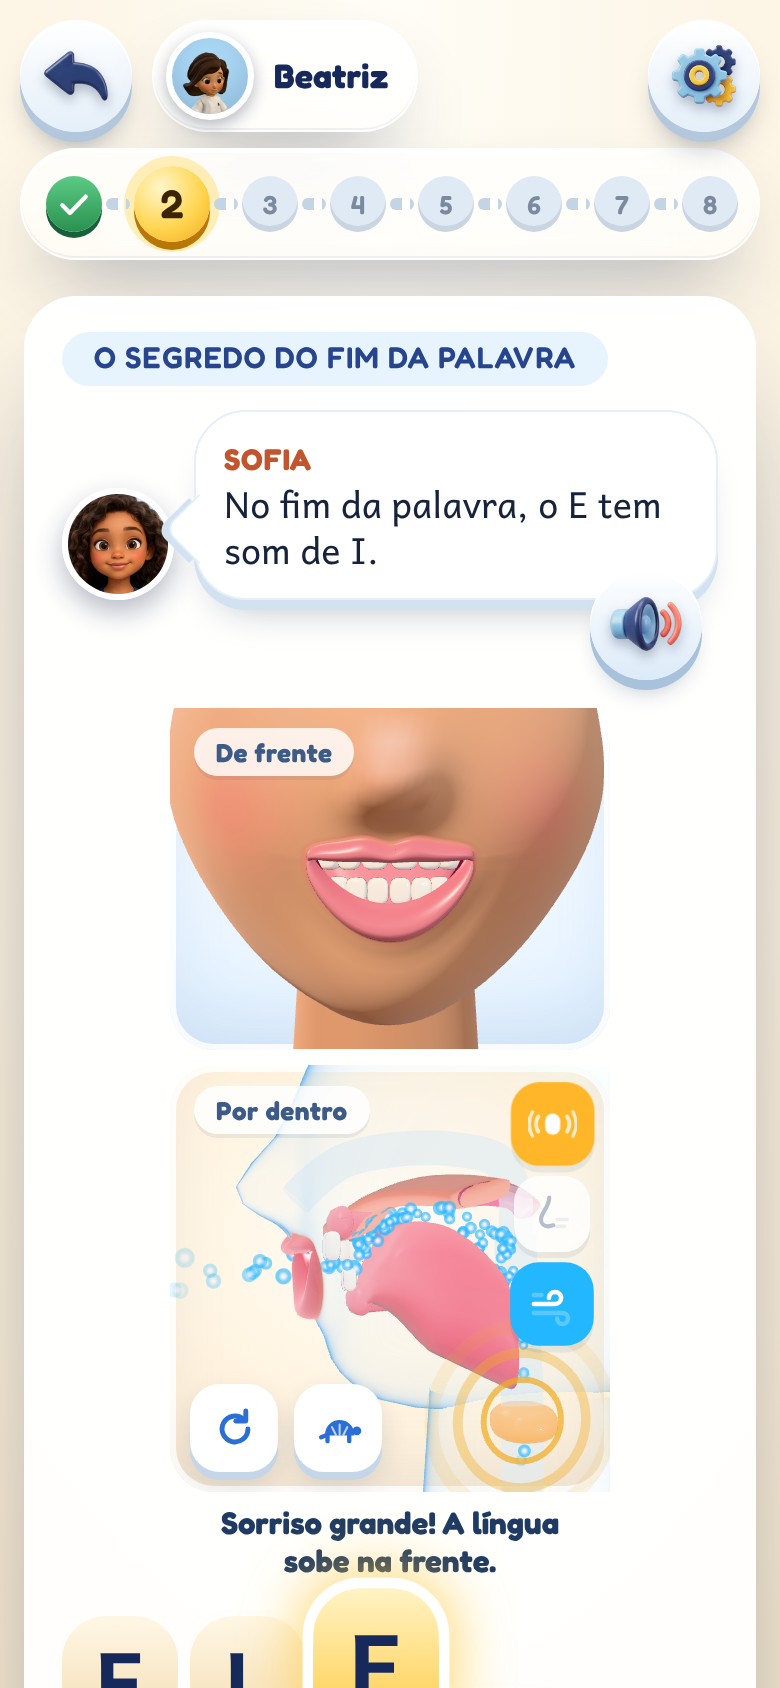 Beatriz
2 3 4 5 6 7 8
O SEGREDO DO FIM DA PALAVRA
SOFIA
No fim da palavra, o E tem
som de I.
De frente
Por dentro
Sorriso grande! A língua
sobe na frente.